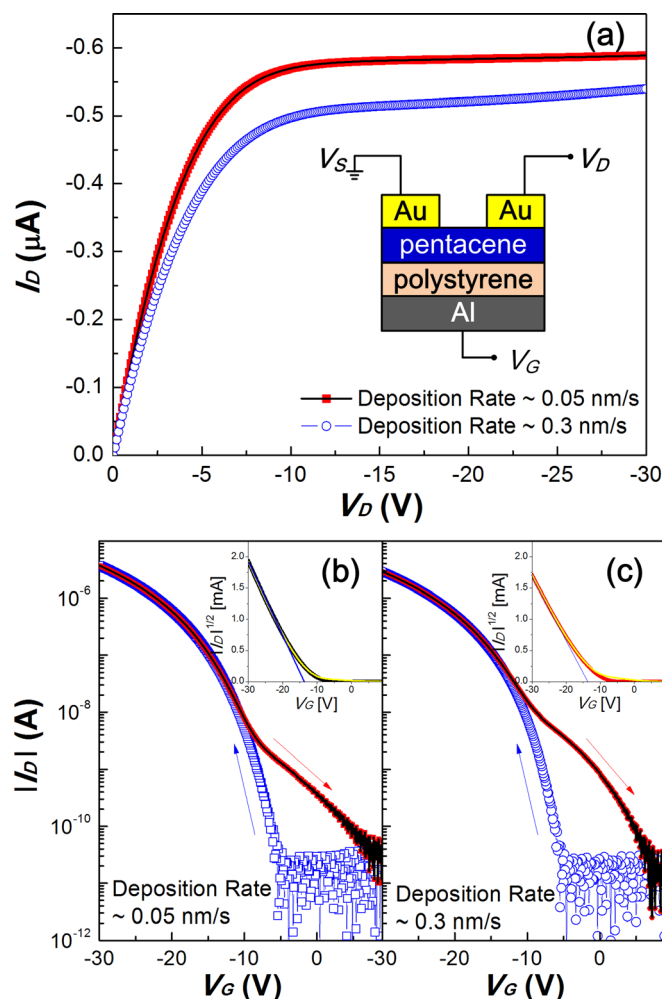 (a)
-0.6
-0.5
-0.4
-0.3
-0.2
-0.1
0.0
I_D (μA)
V_S
V_D
Au Au
pentacene
polystyrene
Al
V_G
Deposition Rate ~ 0.05 nm/s
Deposition Rate ~ 0.3 nm/s
0 -5 -10 -15 -20 -25 -30
V_D (V)
(b)
10⁻⁶
10⁻⁸
10⁻¹⁰
10⁻¹²
|I_D| (A)
2.0
1.5
1.0
0.5
0.0
|I_D|^1/2 [mA]
-30 -20 -10 0
V_G [V]
Deposition Rate
~ 0.05 nm/s
-30 -20 -10 0
V_G (V)
(c)
2.0
1.5
1.0
0.5
0.0
|I_D|^1/2 [mA]
-30 -20 -10 0
V_G [V]
Deposition Rate
~ 0.3 nm/s
-30 -20 -10 0
V_G (V)